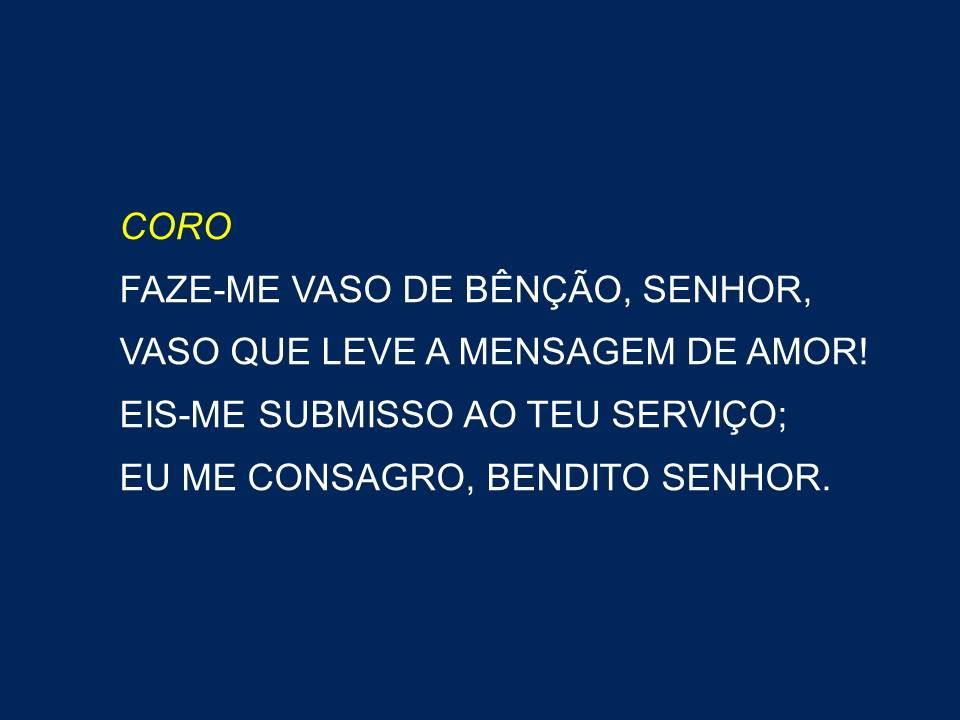 CORO
FAZE-ME VASO DE BÊNÇÃO, SENHOR,
VASO QUE LEVE A MENSAGEM DE AMOR!
EIS-ME SUBMISSO AO TEU SERVIÇO;
EU ME CONSAGRO, BENDITO SENHOR.